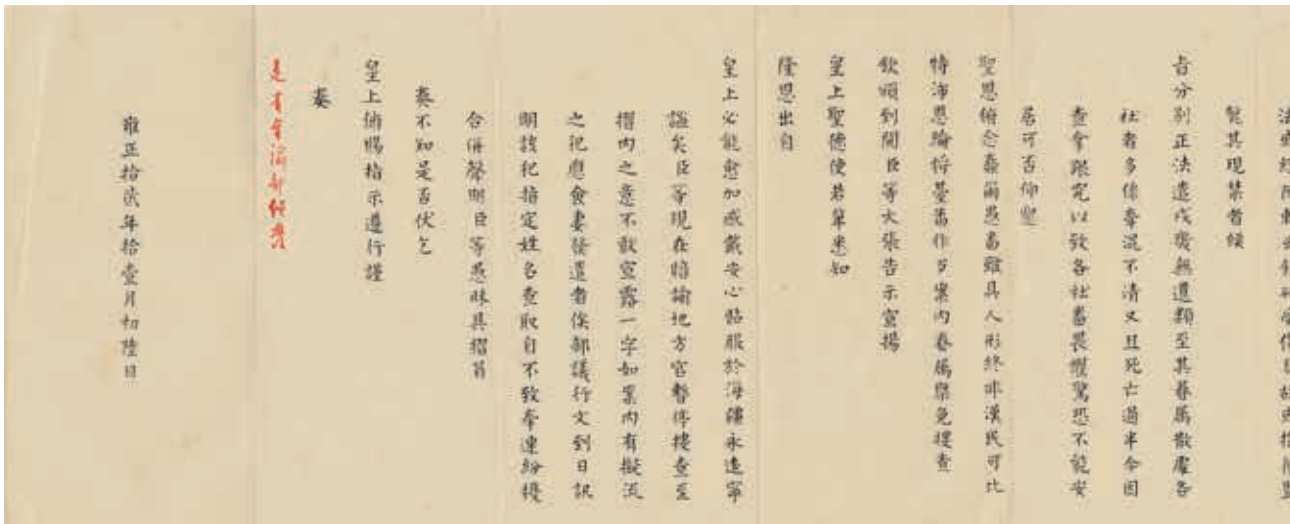 斃其現禁者候
旨分別正法遣戍幾無遺類至其眷屬散處各
社者多係牽混不清又且死亡過半今因
查拿跟究以致各社番畏懼驚恐不能安
居可否仰懇
聖恩俯念蠢爾愚番雖具人形終非漢民可比
特沛恩綸將臺番作歹案內眷屬槩免搜查
欽頒到閩臣等大張告示宣揚
皇上聖德使若輩悉知
隆恩出自
皇上必能愈加感戴安心帖服於海疆永遠寧
謐矣臣等現在暗諭地方官暫停搜查至
摺內之意不敢宣露一字如案內有擬流
之犯應僉妻發遣者俟部議行文到日訊
明該犯指定姓名查取自不致牽連紛擾
合併聲明臣等愚昧具摺籲
奏不知是否伏乞
皇上俯賜指示遵行謹
奏
是有
諭部
雍正拾貳年拾壹月初陸日